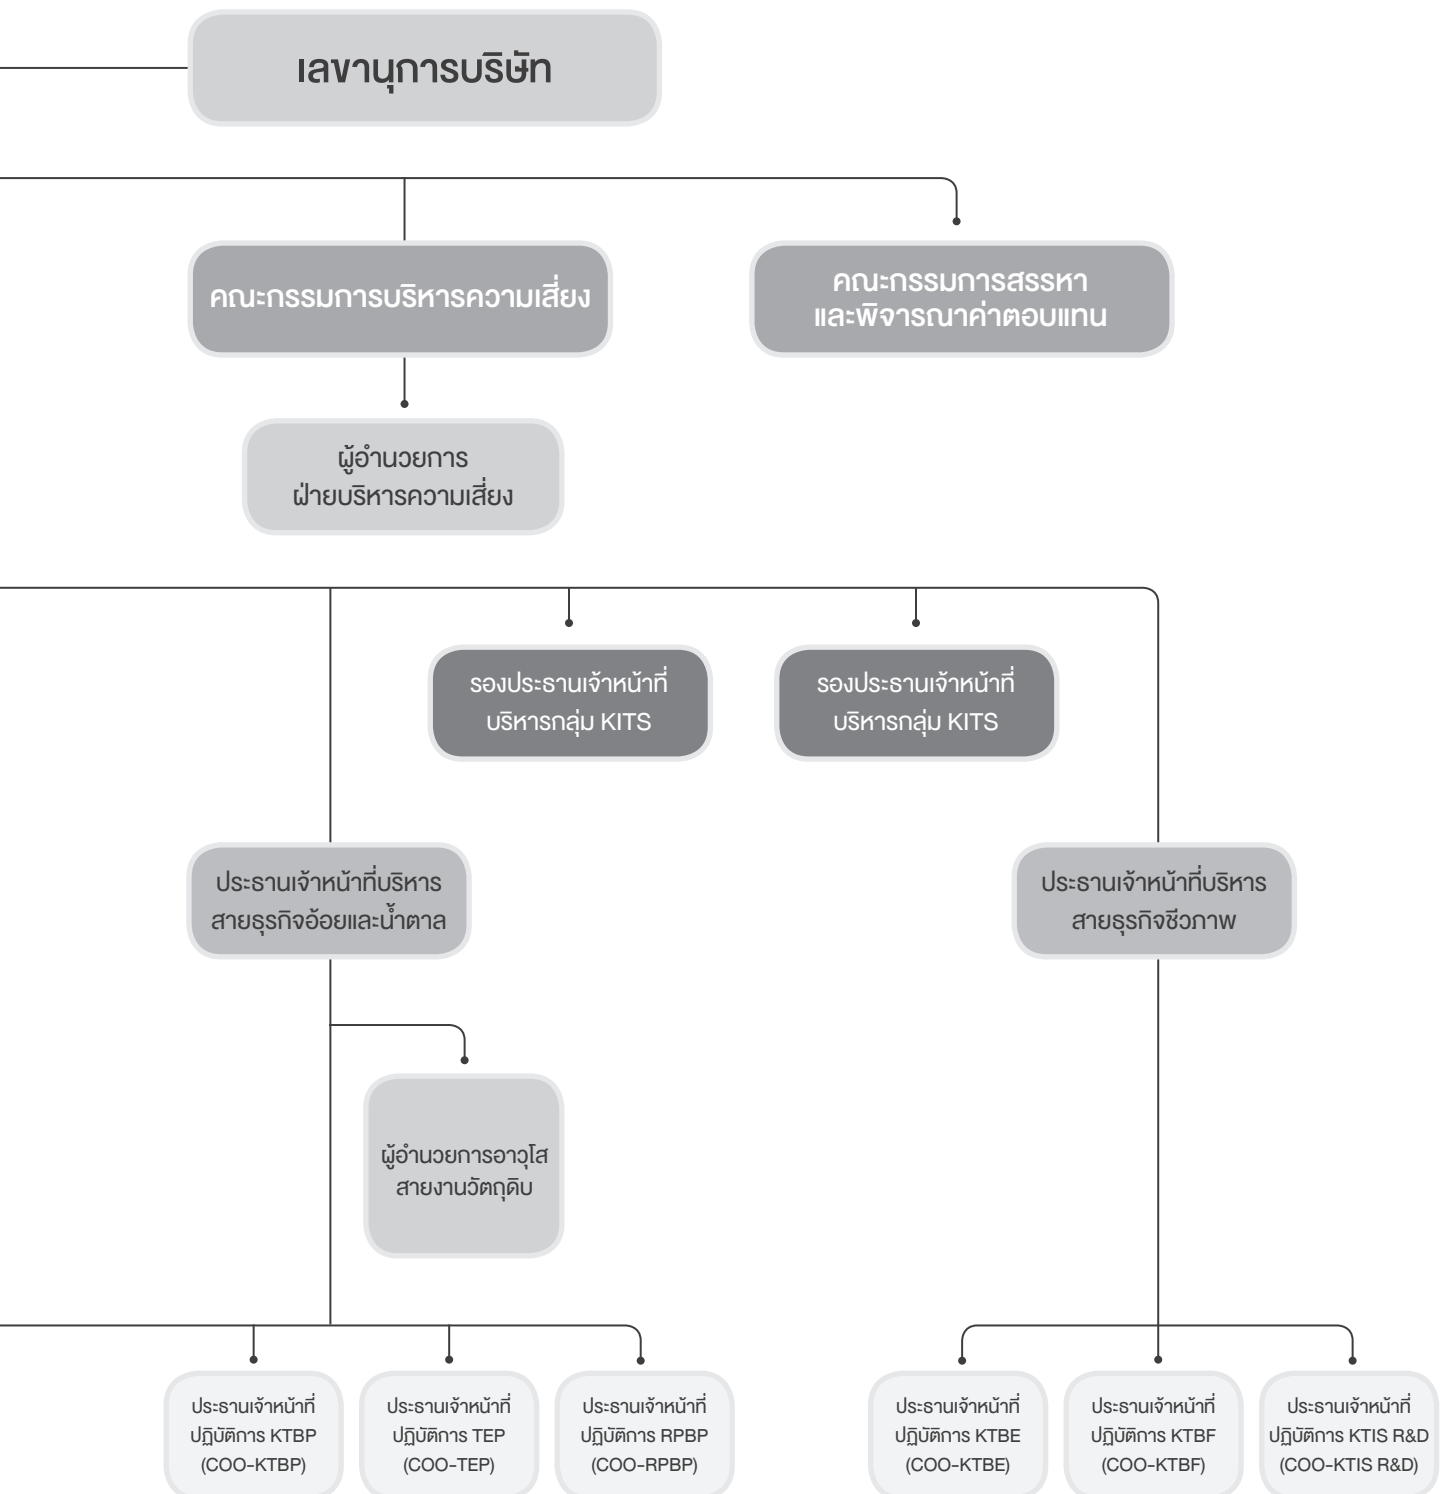 เลขานุการบริษัท
คณะกรรมการบริหารความเสี่ยง
คณะกรรมการสรรหา
และพิจารณาค่าตอบแทน
ผู้อำนวยการ
ฝ่ายบริหารความเสี่ยง
รองประธานเจ้าหน้าที่
บริหารกลุ่ม KITS
รองประธานเจ้าหน้าที่
บริหารกลุ่ม KITS
ประธานเจ้าหน้าที่บริหาร
สายธุรกิจอ้อยและน้ำตาล
ประธานเจ้าหน้าที่บริหาร
สายธุรกิจชีวภาพ
ผู้อำนวยการอาวุโส
สายงานวัตถุดิบ
ประธานเจ้าหน้าที่
ปฏิบัติการ KTBP
(COO-KTBP)
ประธานเจ้าหน้าที่
ปฏิบัติการ TEP
(COO-TEP)
ประธานเจ้าหน้าที่
ปฏิบัติการ RPBP
(COO-RPBP)
ประธานเจ้าหน้าที่
ปฏิบัติการ KTBE
(COO-KTBE)
ประธานเจ้าหน้าที่
ปฏิบัติการ KTBF
(COO-KTBF)
ประธานเจ้าหน้าที่
ปฏิบัติการ KTIS R&D
(COO-KTIS R&D)